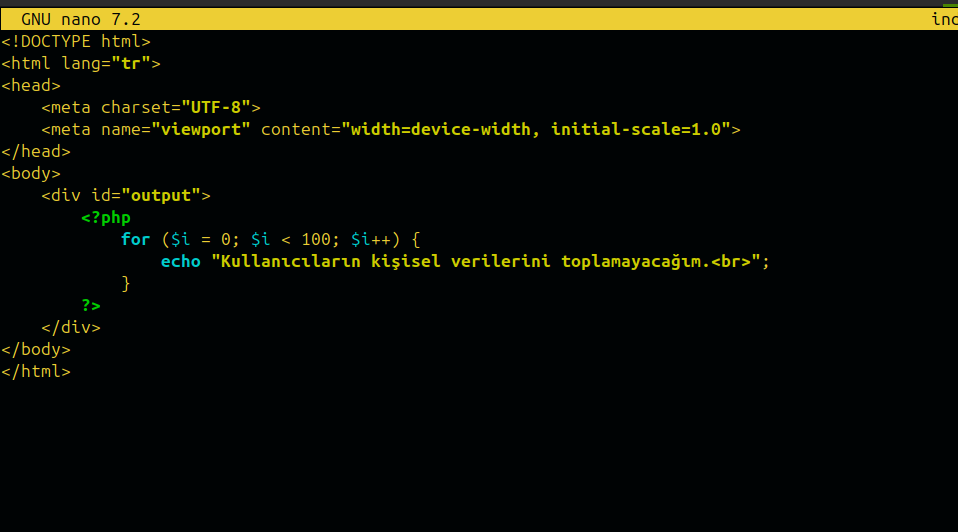 GNU nano 7.2 inc
<!DOCTYPE html>
<html lang="tr">
<head>
    <meta charset="UTF-8">
    <meta name="viewport" content="width=device-width, initial-scale=1.0">
</head>
<body>
    <div id="output">
        <?php
            for ($i = 0; $i < 100; $i++) {
                echo "Kullanıcıların kişisel verilerini toplamayacağım.<br>";
            }
        ?>
    </div>
</body>
</html>